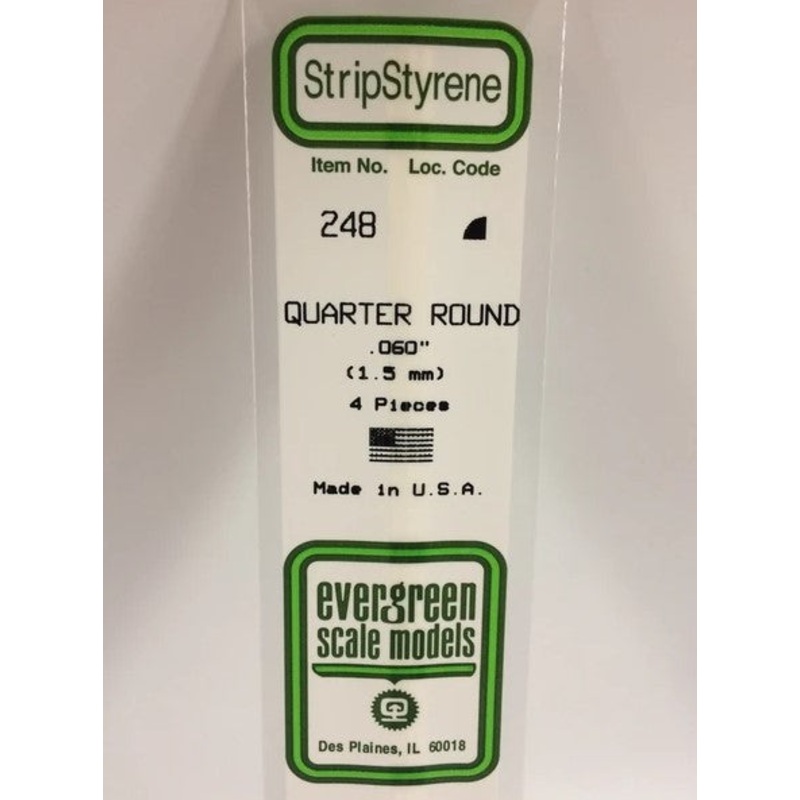 StripStyrene
Item No. Loc. Code
248
QUARTER ROUND
.060"
(1.5 mm)
4 Pieces
Made in U.S.A.
evergreen
scale models
Des Plaines, IL 60018